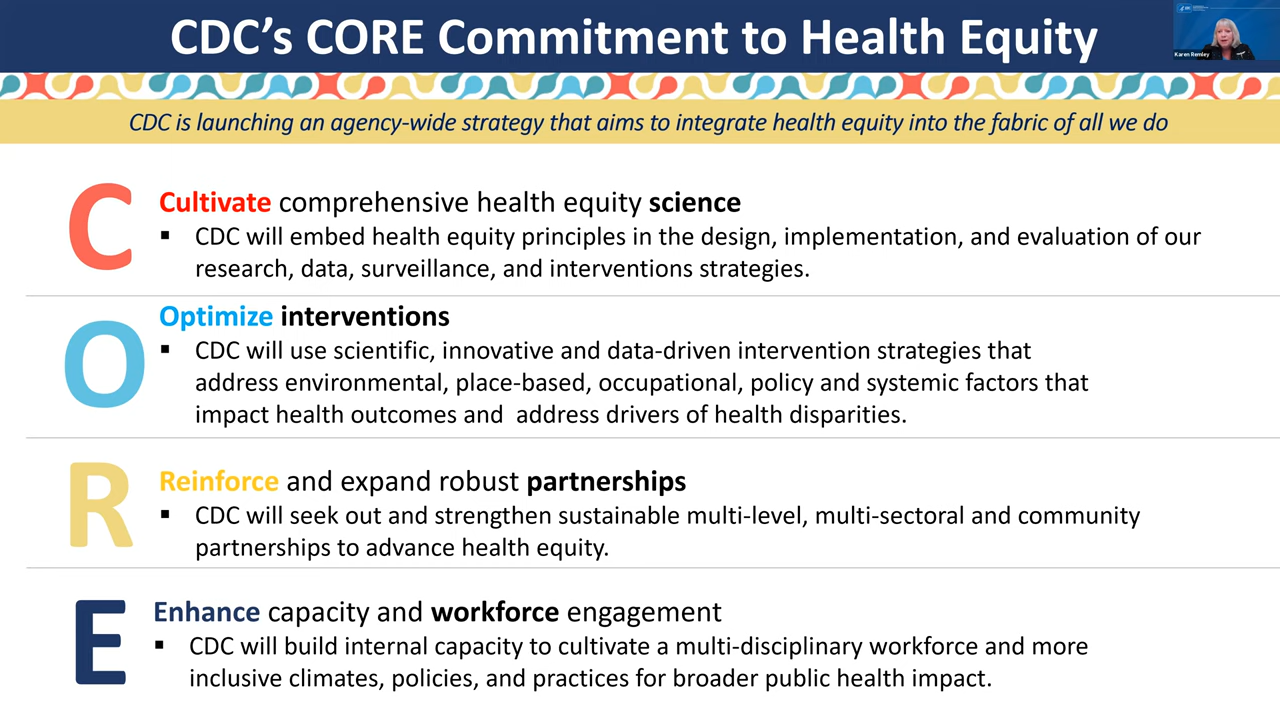 CDC's CORE Commitment to Health Equity
Karen Remley
CDC is launching an agency-wide strategy that aims to integrate health equity into the fabric of all we do
C
Cultivate comprehensive health equity science
▪ CDC will embed health equity principles in the design, implementation, and evaluation of our
research, data, surveillance, and interventions strategies.
O
Optimize interventions
▪ CDC will use scientific, innovative and data-driven intervention strategies that
address environmental, place-based, occupational, policy and systemic factors that
impact health outcomes and  address drivers of health disparities.
R
Reinforce and expand robust partnerships
▪ CDC will seek out and strengthen sustainable multi-level, multi-sectoral and community
partnerships to advance health equity.
E
Enhance capacity and workforce engagement
▪ CDC will build internal capacity to cultivate a multi-disciplinary workforce and more
inclusive climates, policies, and practices for broader public health impact.